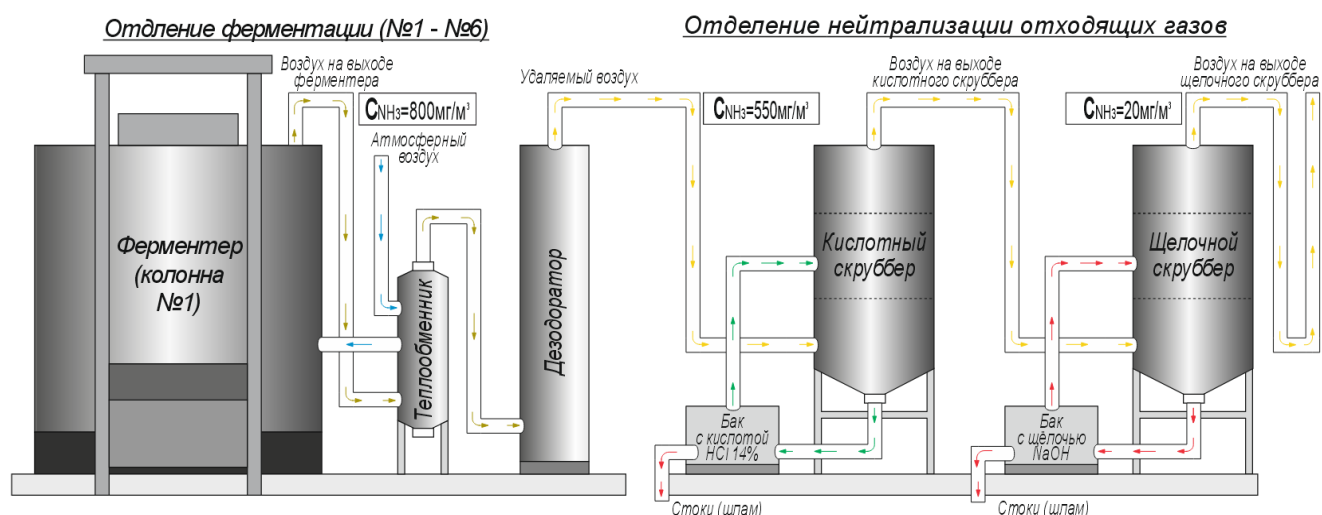 Отдление ферментации (№1 - №6)
Отделение нейтрализации отходящих газов
Воздух на выходе
ферментера
CNH₃=800мг/м³
Атмосферный
воздух
Удаляемый воздух
CNH₃=550мг/м³
Воздух на выходе
кислотного скруббера
CNH₃=20мг/м³
Воздух на выходе
щелочного скруббера
Ферментер
(колонна
№1)
Теплообменник
Дезодоратор
Кислотный
скруббер
Щелочной
скруббер
Бак
с кислотой
HCl 14%
Бак
с щёлочью
NaOH
Стоки (шлам)
Стоки (шлам)